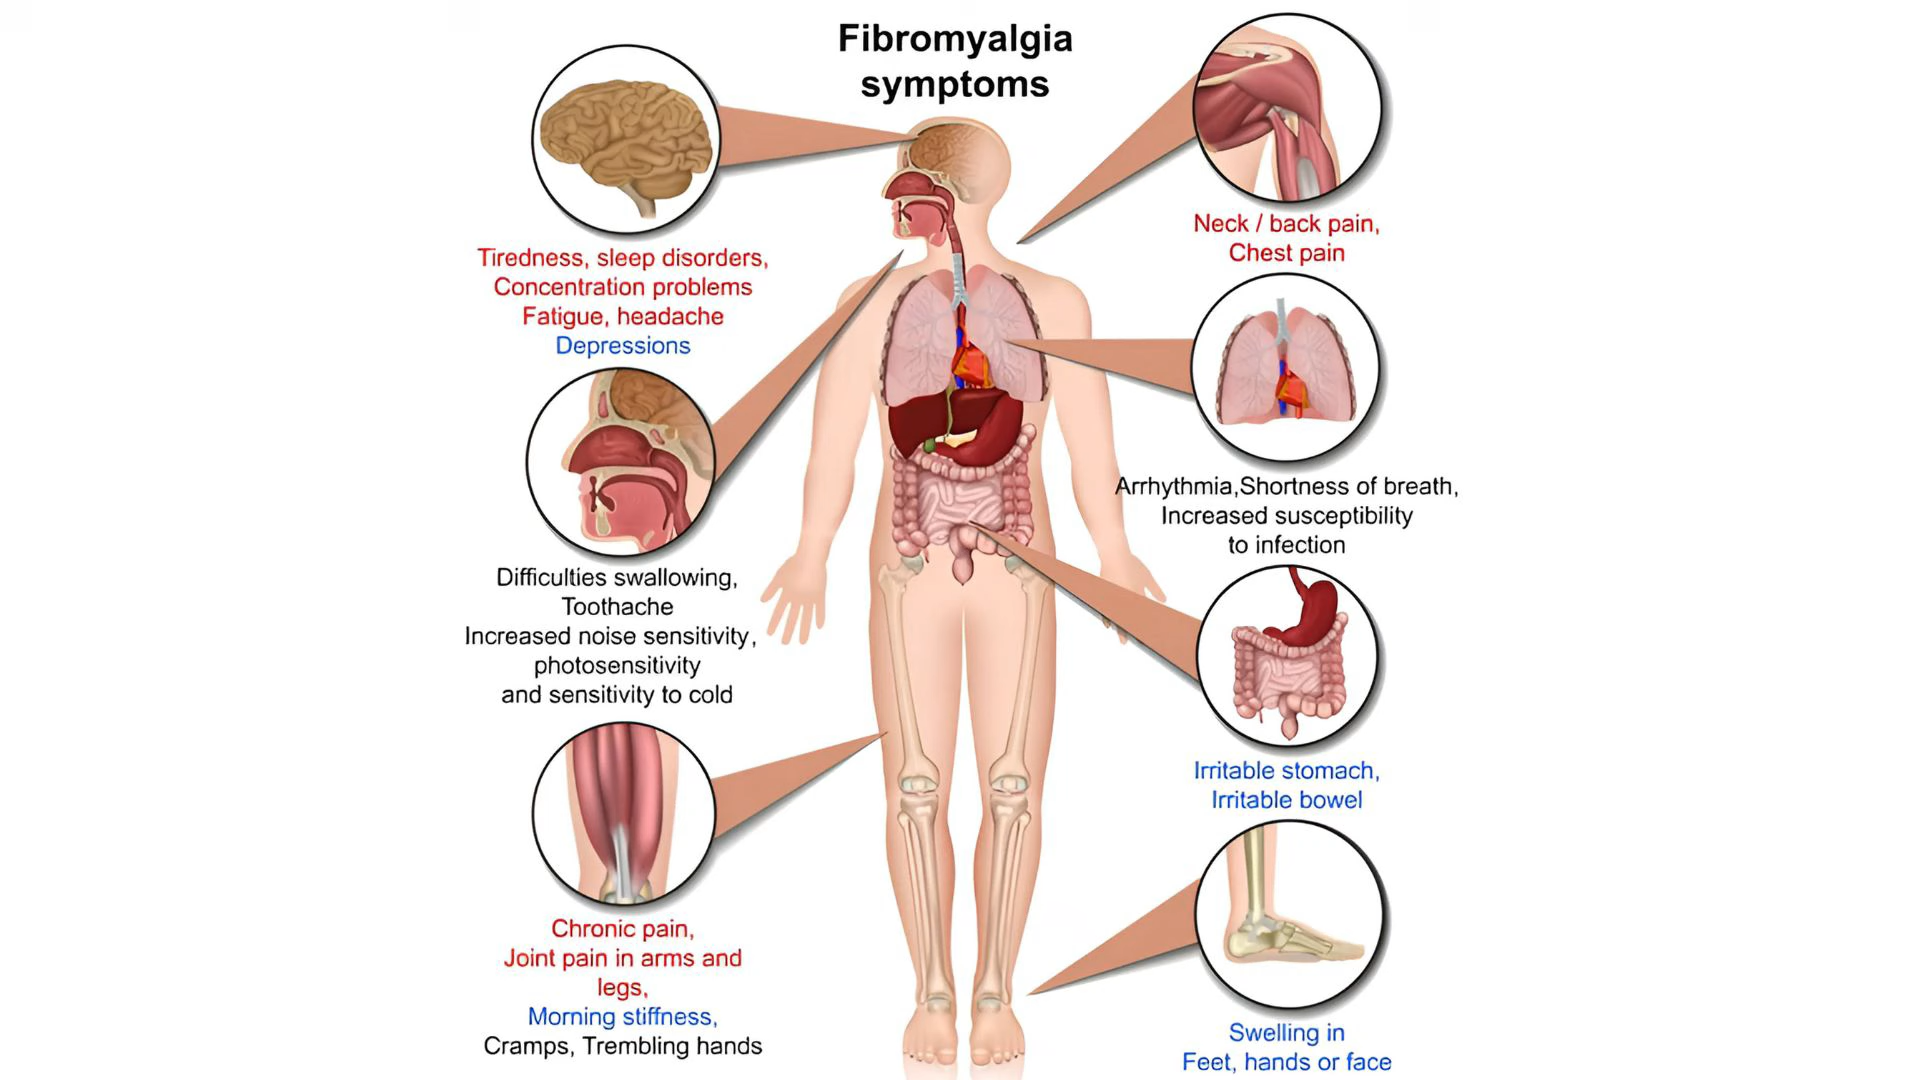 Fibromyalgia
symptoms
Tiredness, sleep disorders,
Concentration problems
Fatigue, headache
Depressions
Difficulties swallowing,
Toothache
Increased noise sensitivity,
photosensitivity
and sensitivity to cold
Chronic pain,
Joint pain in arms and
legs,
Morning stiffness,
Cramps, Trembling hands
Neck / back pain,
Chest pain
Arrhythmia,Shortness of breath,
Increased susceptibility
to infection
Irritable stomach,
Irritable bowel
Swelling in
Feet, hands or face